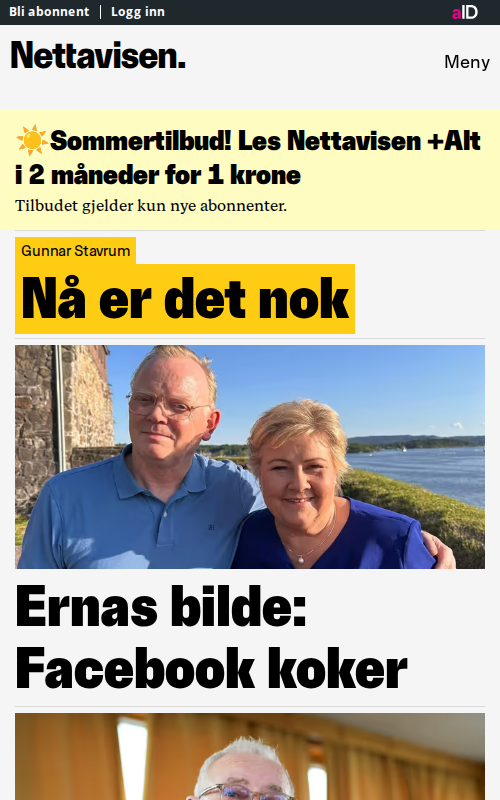 Bli abonnent | Logg inn
aID
Nettavisen.
Meny
☀️Sommertilbud! Les Nettavisen +Alt
i 2 måneder for 1 krone
Tilbudet gjelder kun nye abonnenter.
Gunnar Stavrum
Nå er det nok
Ernas bilde:
Facebook koker